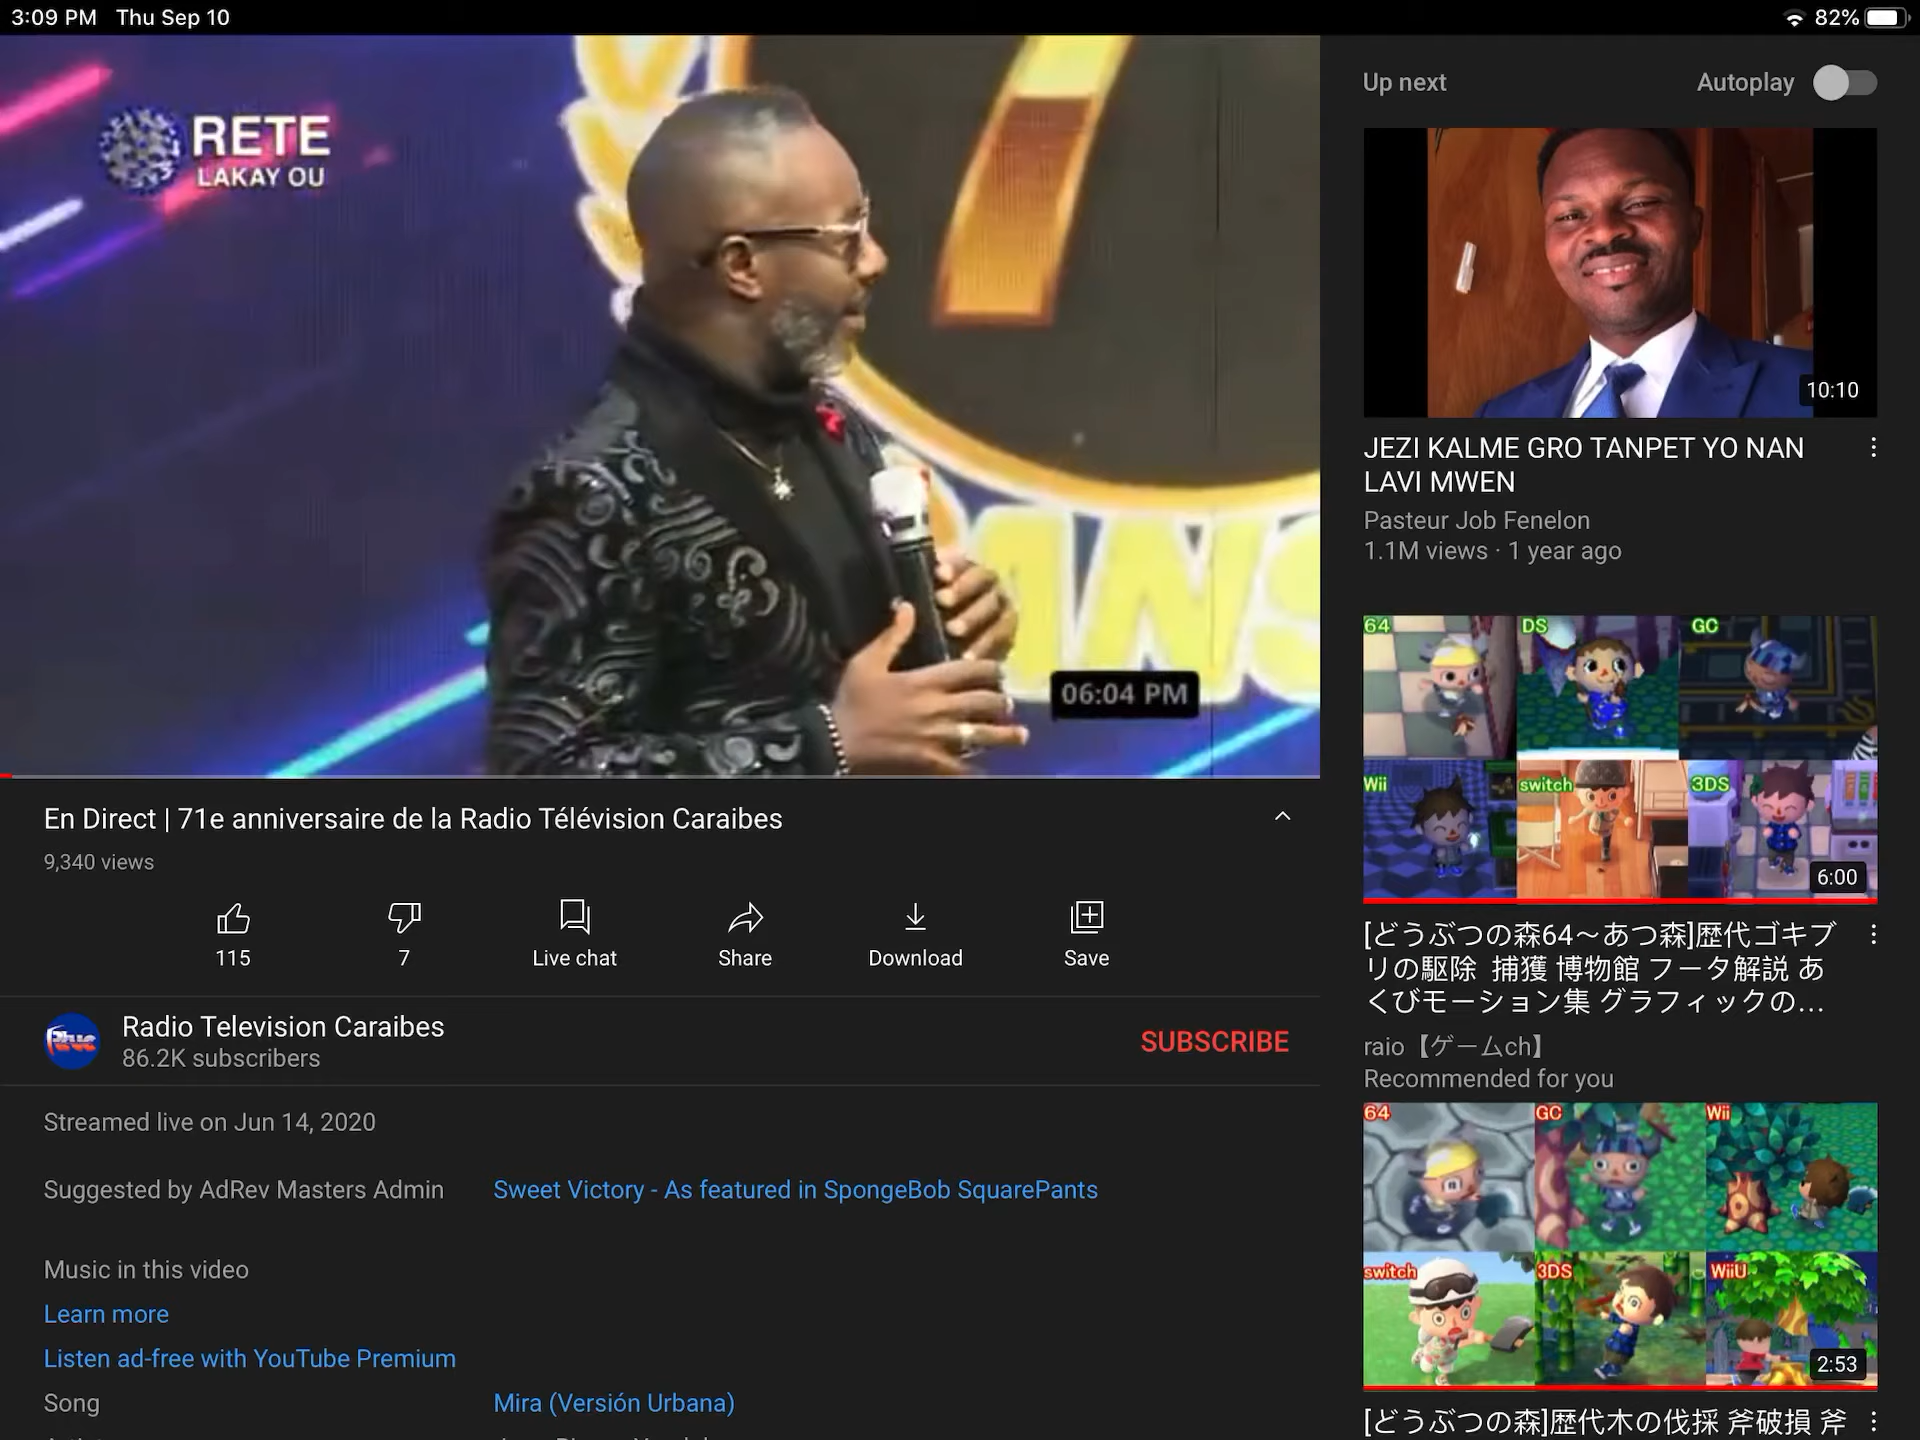 3:09 PM Thu Sep 10
82%
RETE
LAKAY OU
7
ANS
06:04 PM
En Direct | 71e anniversaire de la Radio Télévision Caraibes
9,340 views
115
7
Live chat
Share
Download
Save
Radio Television Caraibes
86.2K subscribers
SUBSCRIBE
Streamed live on Jun 14, 2020
Suggested by AdRev Masters Admin
Sweet Victory - As featured in SpongeBob SquarePants
Music in this video
Learn more
Listen ad-free with YouTube Premium
Song
Mira (Versión Urbana)
Up next
Autoplay
10:10
JEZI KALME GRO TANPET YO NAN
LAVI MWEN
Pasteur Job Fenelon
1.1M views · 1 year ago
64
DS
GC
Wii
switch
3DS
6:00
[どうぶつの森64〜あつ森]歴代ゴキブ
リの駆除 捕獲 博物館 フータ解説 あ
くびモーション集 グラフィックの...
raio【ゲームch】
Recommended for you
64
GC
Wii
switch
3DS
WiiU
2:53
[どうぶつの森]歴代木の伐採 斧破損 斧